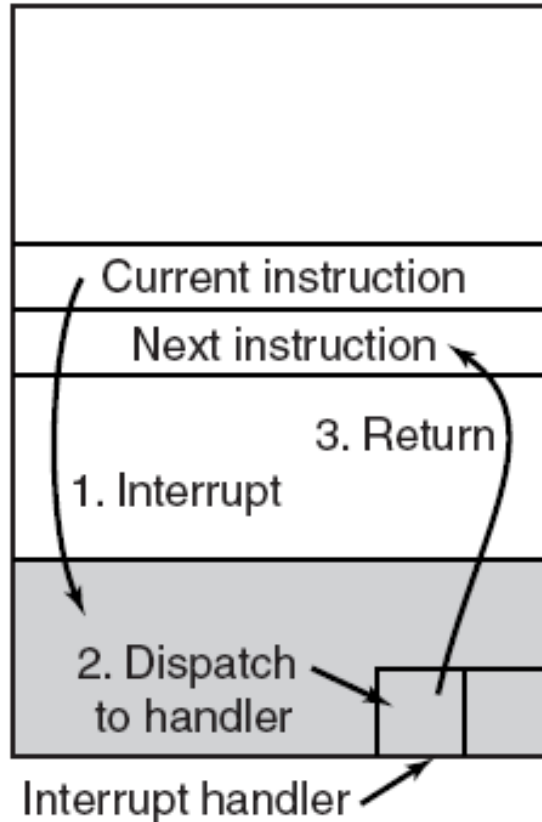 Current instruction
Next instruction
3. Return
1. Interrupt
2. Dispatch
to handler
Interrupt handler